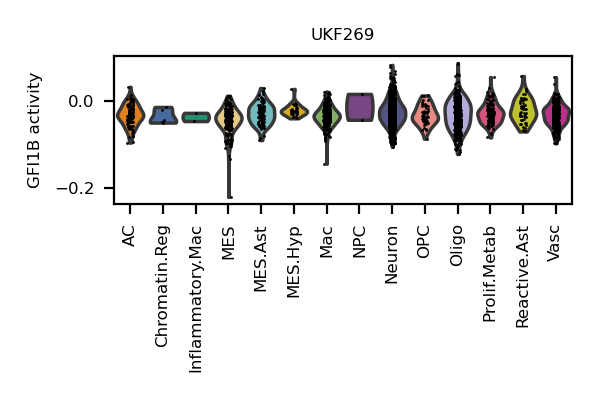 UKF269
GFI1B activity
0.0
−0.2
AC
Chromatin.Reg
Inflammatory.Mac
MES
MES.Ast
MES.Hyp
Mac
NPC
Neuron
OPC
Oligo
Prolif.Metab
Reactive.Ast
Vasc